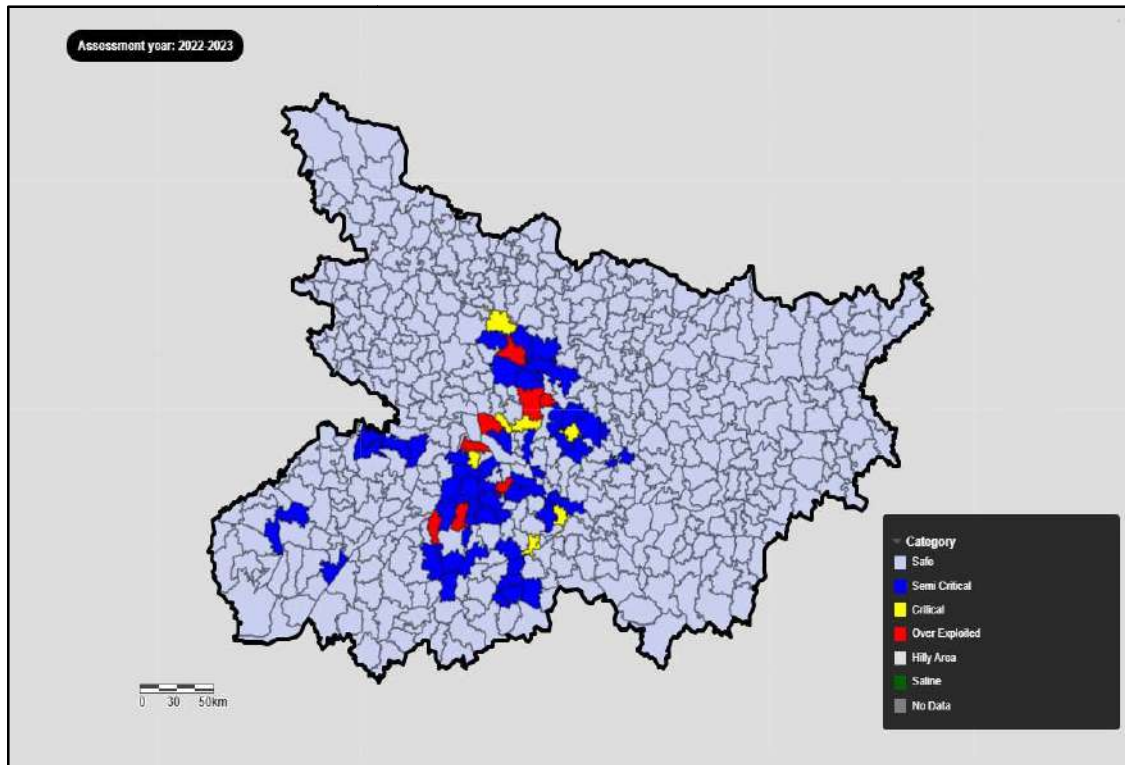 Assessment year: 2022-2023
Category
Safe
Semi Critical
Critical
Over Exploited
Hilly Area
Saline
No Data
0 30 50km